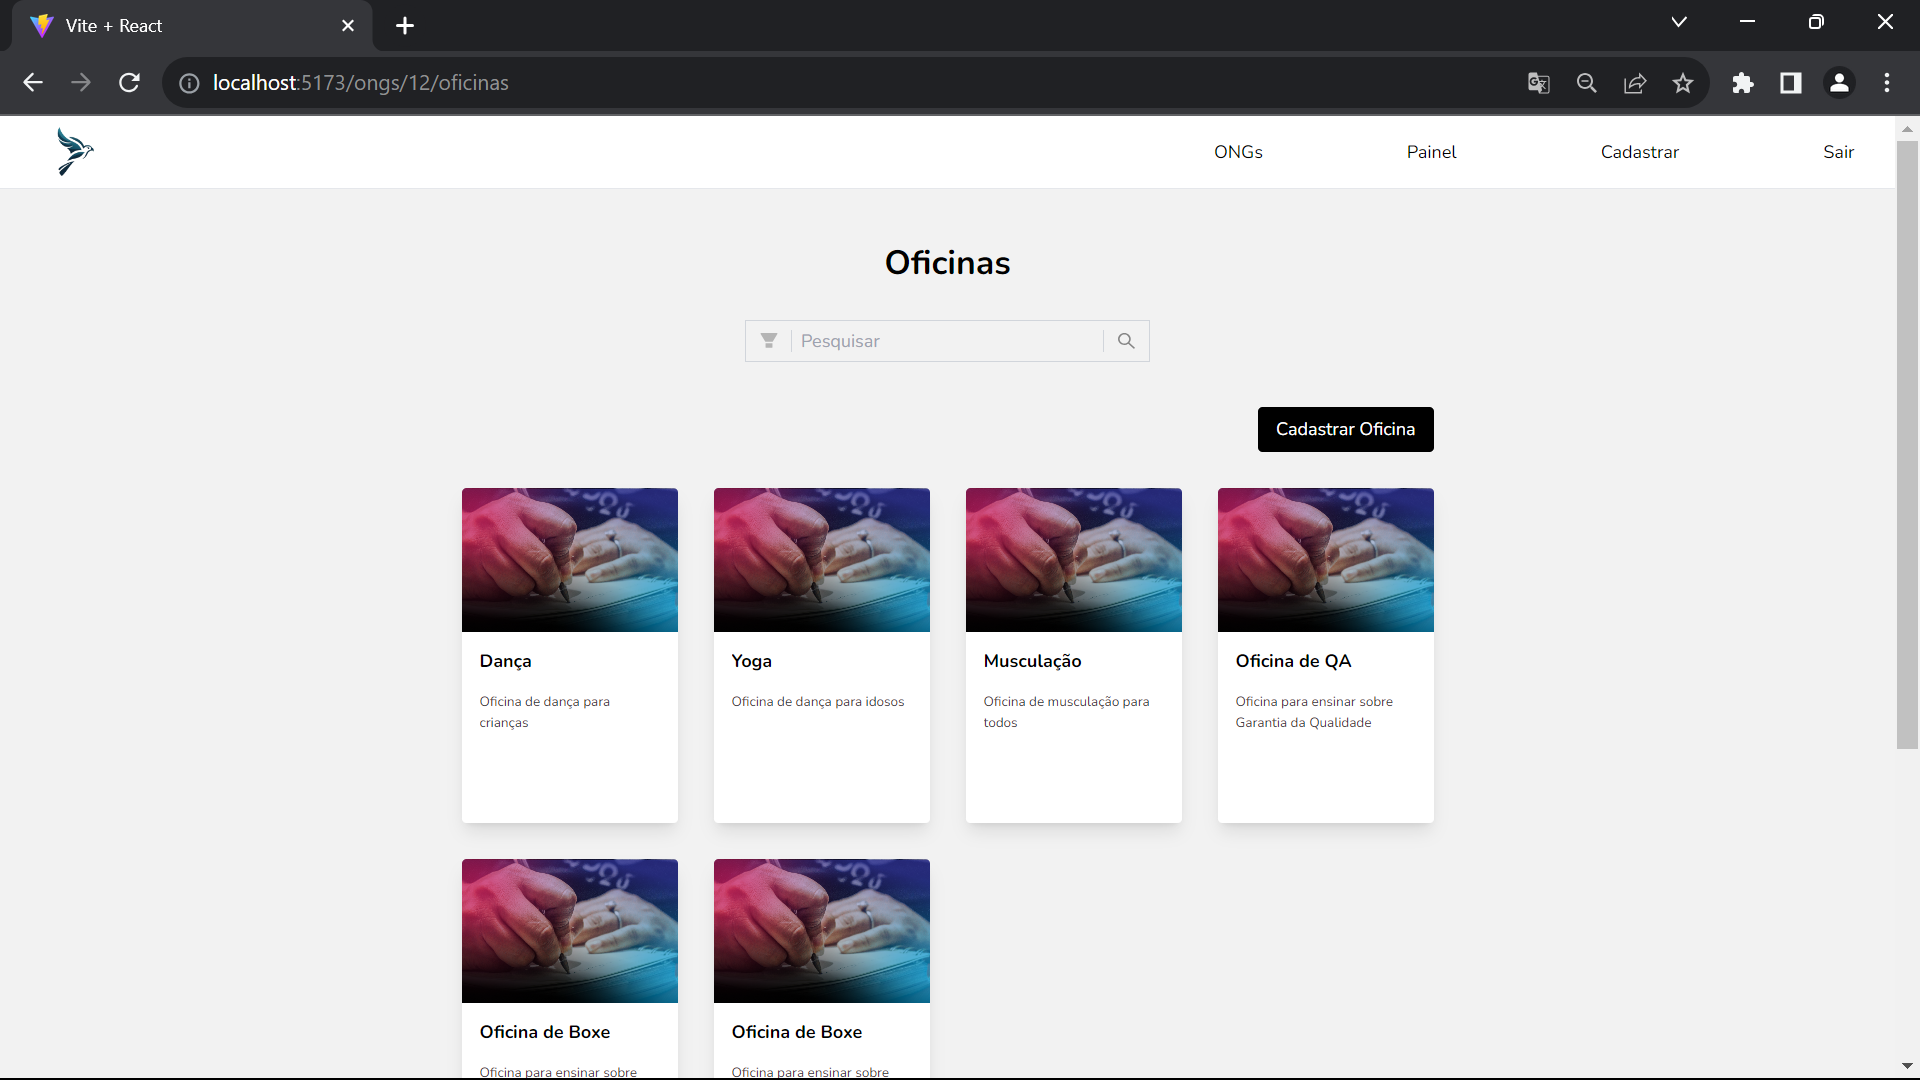 Vite + React
localhost:5173/ongs/12/oficinas
ONGs
Painel
Cadastrar
Sair
Oficinas
Pesquisar
Cadastrar Oficina
Dança
Oficina de dança para
crianças
Yoga
Oficina de dança para idosos
Musculação
Oficina de musculação para
todos
Oficina de QA
Oficina para ensinar sobre
Garantia da Qualidade
Oficina de Boxe
Oficina para ensinar sobre
Oficina de Boxe
Oficina para ensinar sobre